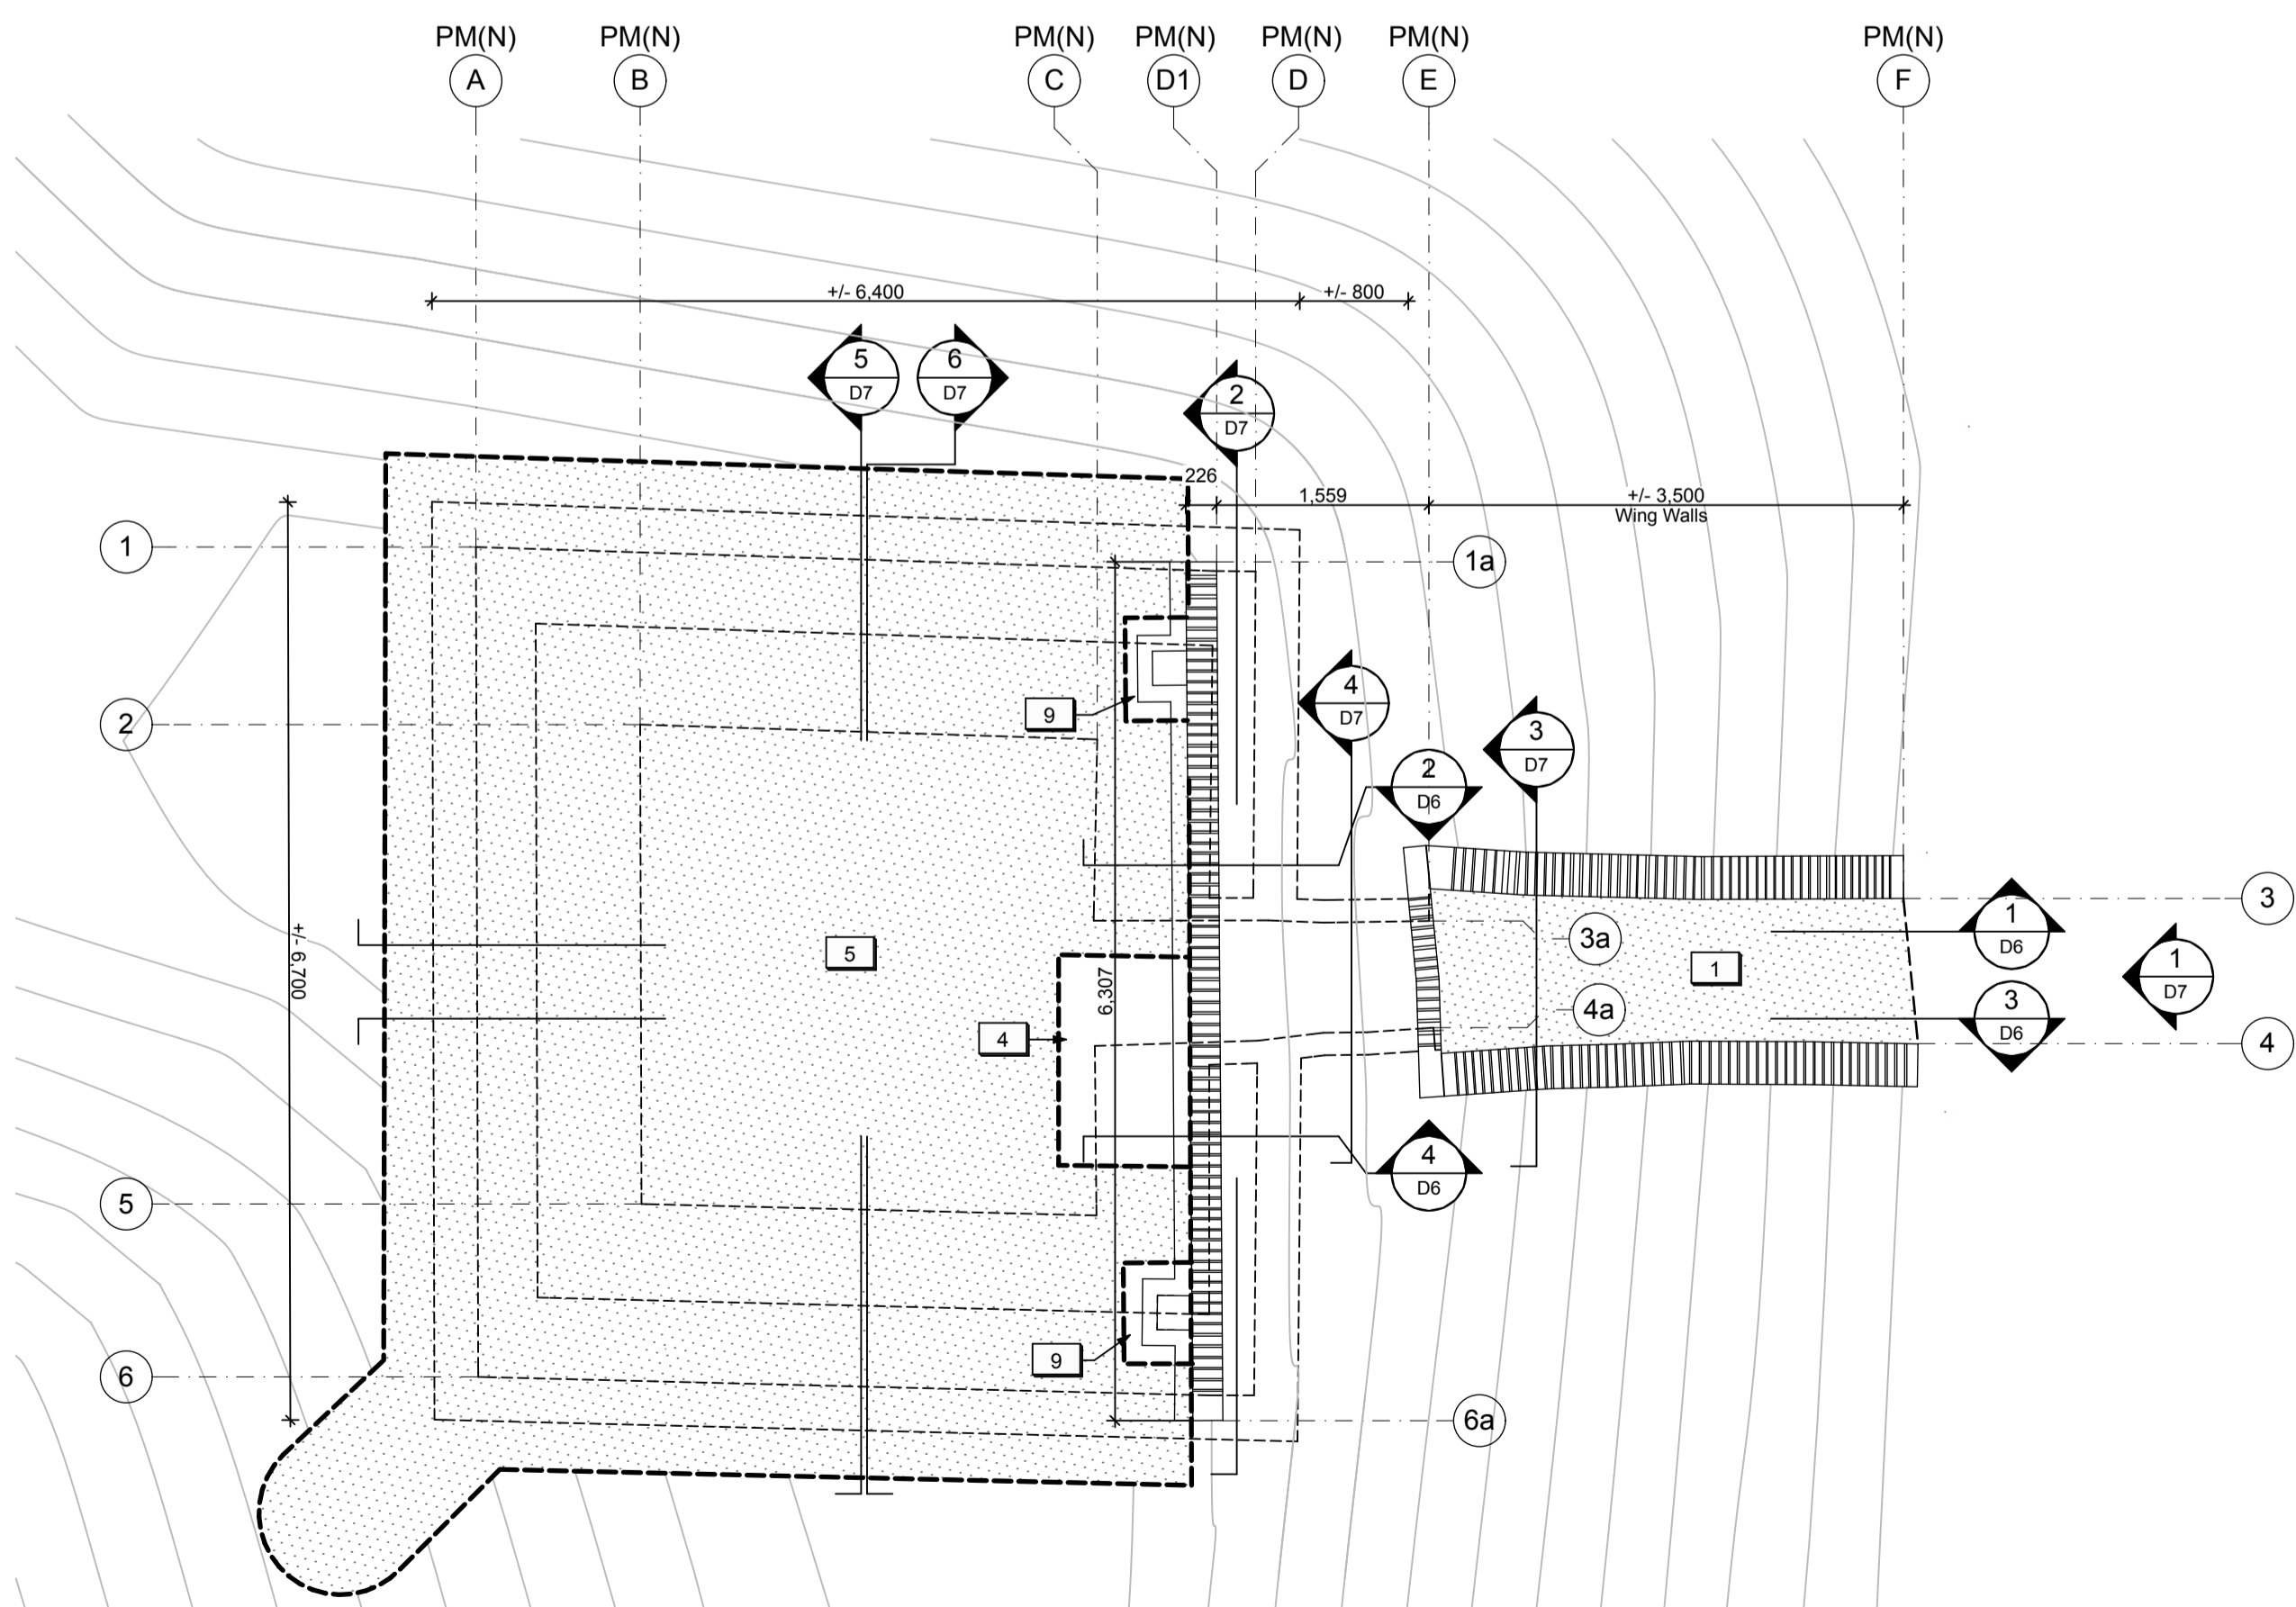 PM(N) PM(N) PM(N) PM(N) PM(N) PM(N) PM(N)
A B C D1 D E F
+/- 6,400 +/- 800
5 6
D7 D7
2
D7
226 1,559 +/- 3,500
Wing Walls
1 1a
2
9
4
D7
3
D7
2
D6
3
1
D6
3a
5
1
1
D7
+/- 6,700
6,307
4a
3
D6
4
4
4
D6
5
9
6
6a